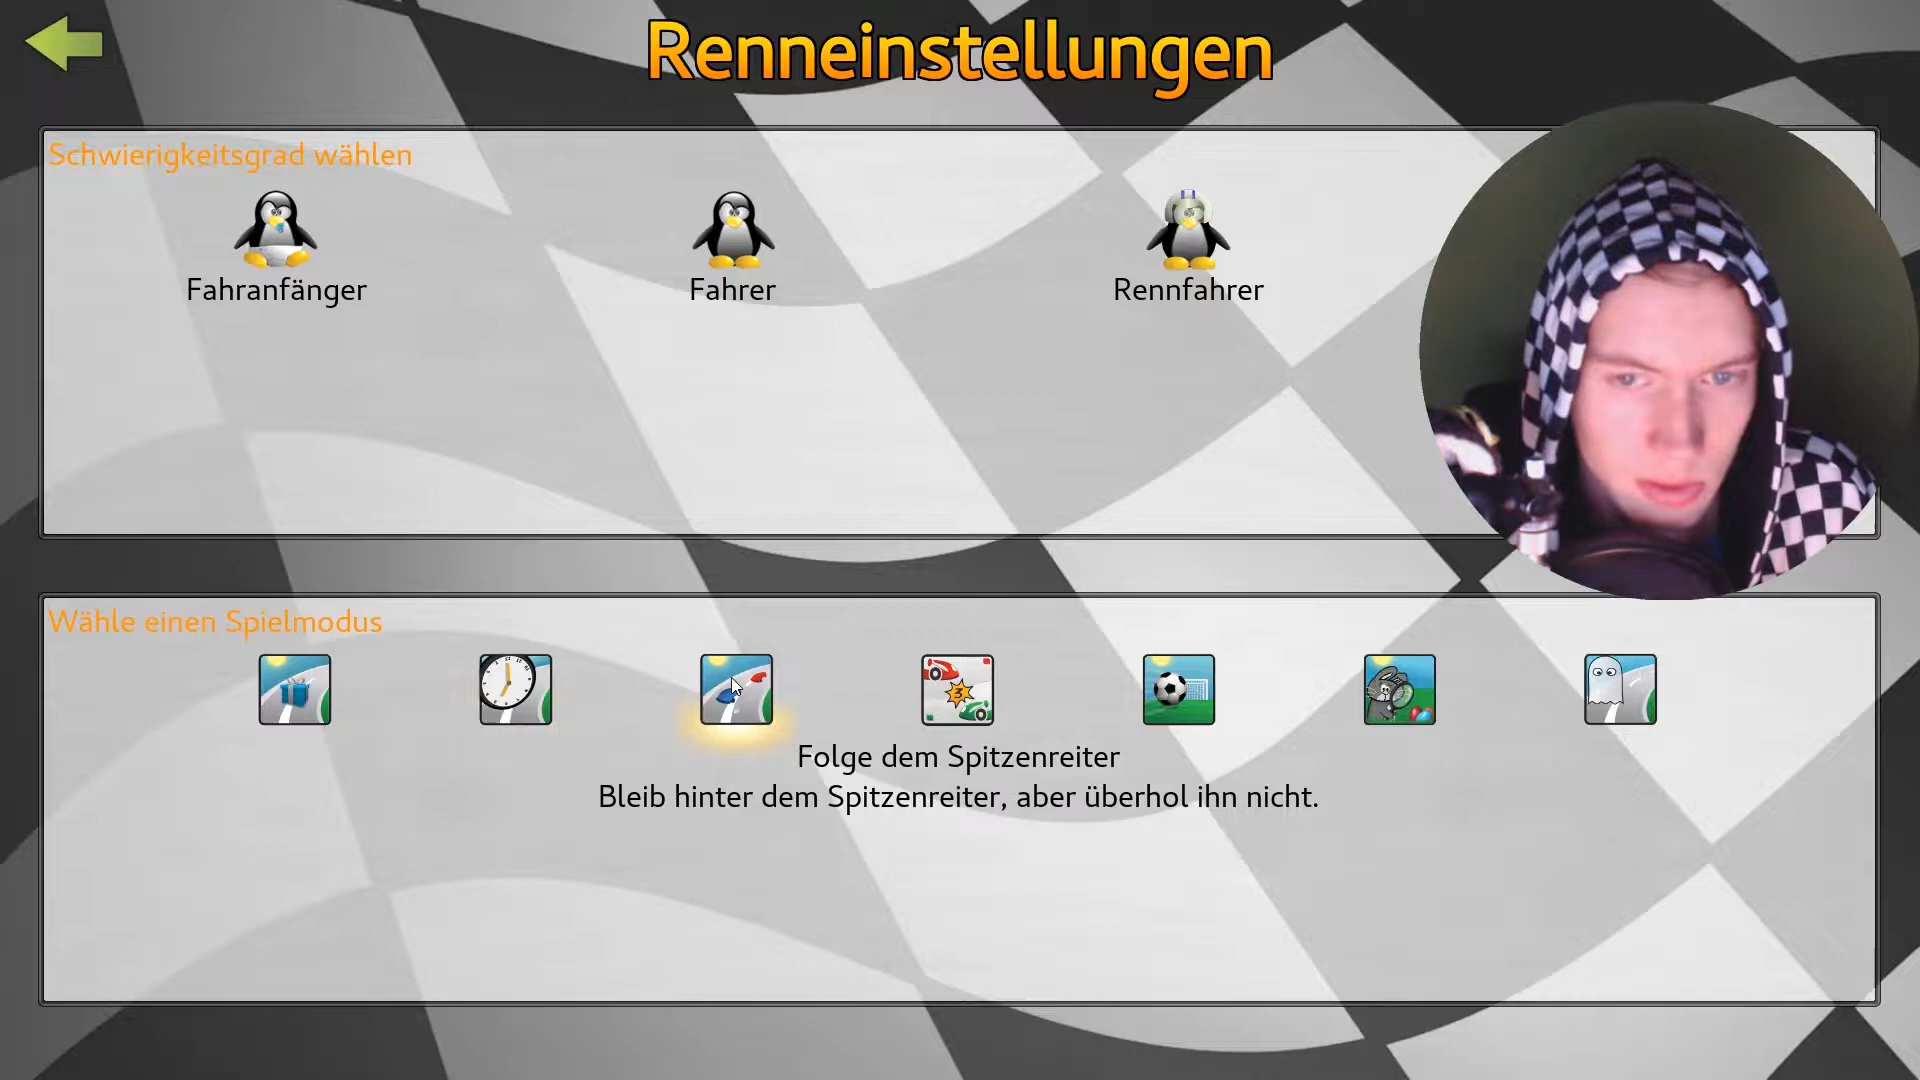 Renneinstellungen
Schwierigkeitsgrad wählen
Fahranfänger
Fahrer
Rennfahrer
Wähle einen Spielmodus
3
Folge dem Spitzenreiter
Bleib hinter dem Spitzenreiter, aber überhol ihn nicht.